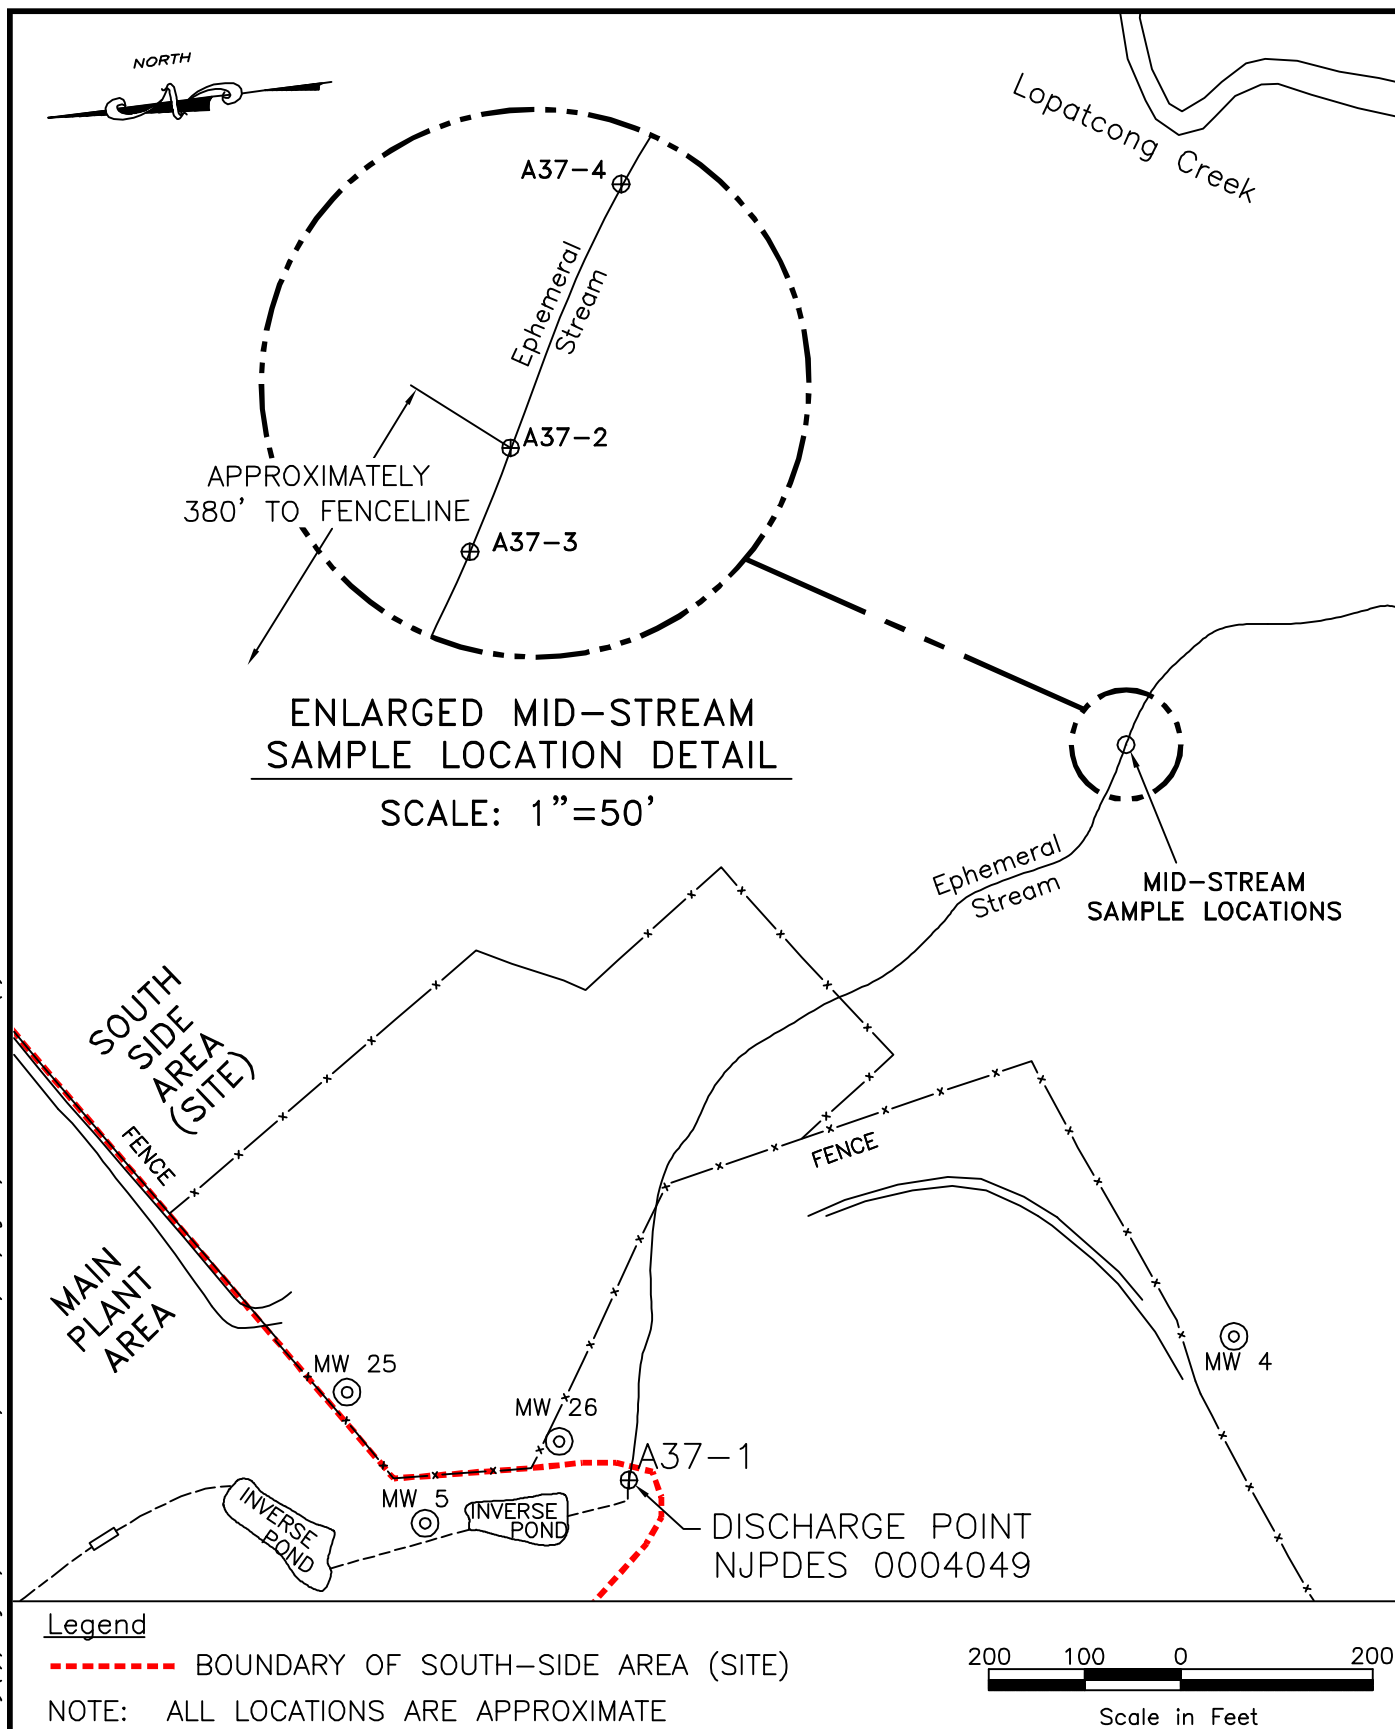 NORTH
Lopatcong Creek
A37-4
Ephemeral
Stream
A37-2
APPROXIMATELY
380' TO FENCELINE
A37-3
ENLARGED MID-STREAM
SAMPLE LOCATION DETAIL
SCALE: 1"=50'
Ephemeral
Stream
MID-STREAM
SAMPLE LOCATIONS
SOUTH
SIDE
AREA
(SITE)
FENCE
FENCE
MAIN
PLANT
AREA
MW 25
MW 4
MW 26
A37-1
MW 5
INVERSE
POND
INVERSE
POND
DISCHARGE POINT
NJPDES 0004049
Legend
BOUNDARY OF SOUTH-SIDE AREA (SITE)
NOTE: ALL LOCATIONS ARE APPROXIMATE
200 100 0 200
Scale in Feet